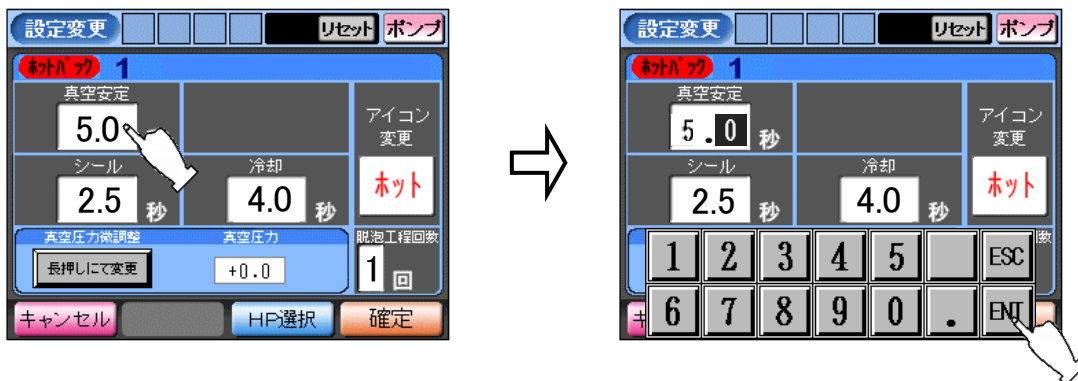 設定変更 リセット ポンプ
ホットパック 1
真空安定
5.0
アイコン
変更
シール 冷却
2.5 秒 4.0 秒
ホット
真空圧力微調整 真空圧力 脱泡工程回数
長押しにて変更 +0.0 1 回
キャンセル HP選択 確定
設定変更 リセット ポンプ
ホットパック 1
真空安定
5.0 秒
アイコン
変更
シール 冷却
2.5 秒 4.0 秒
ホット
数
1 2 3 4 5 ESC
6 7 8 9 0 . ENT